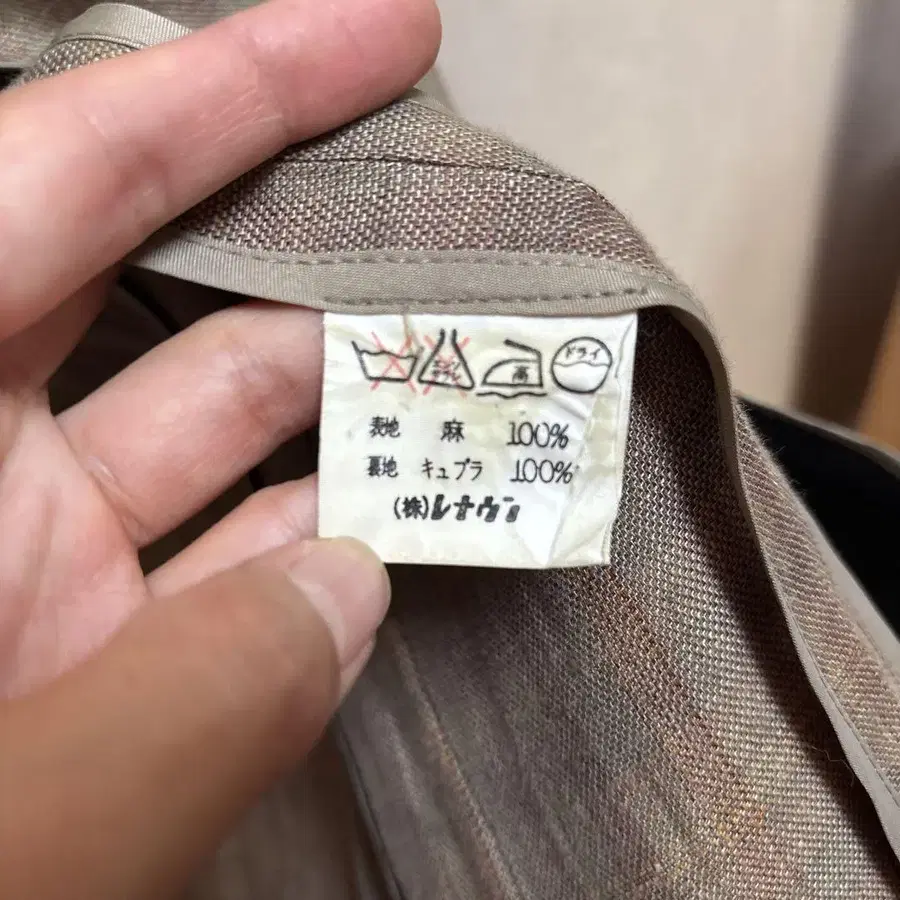 高 ドライ
表地 麻 100%
裏地 キュプラ 100%
(株)レナウン